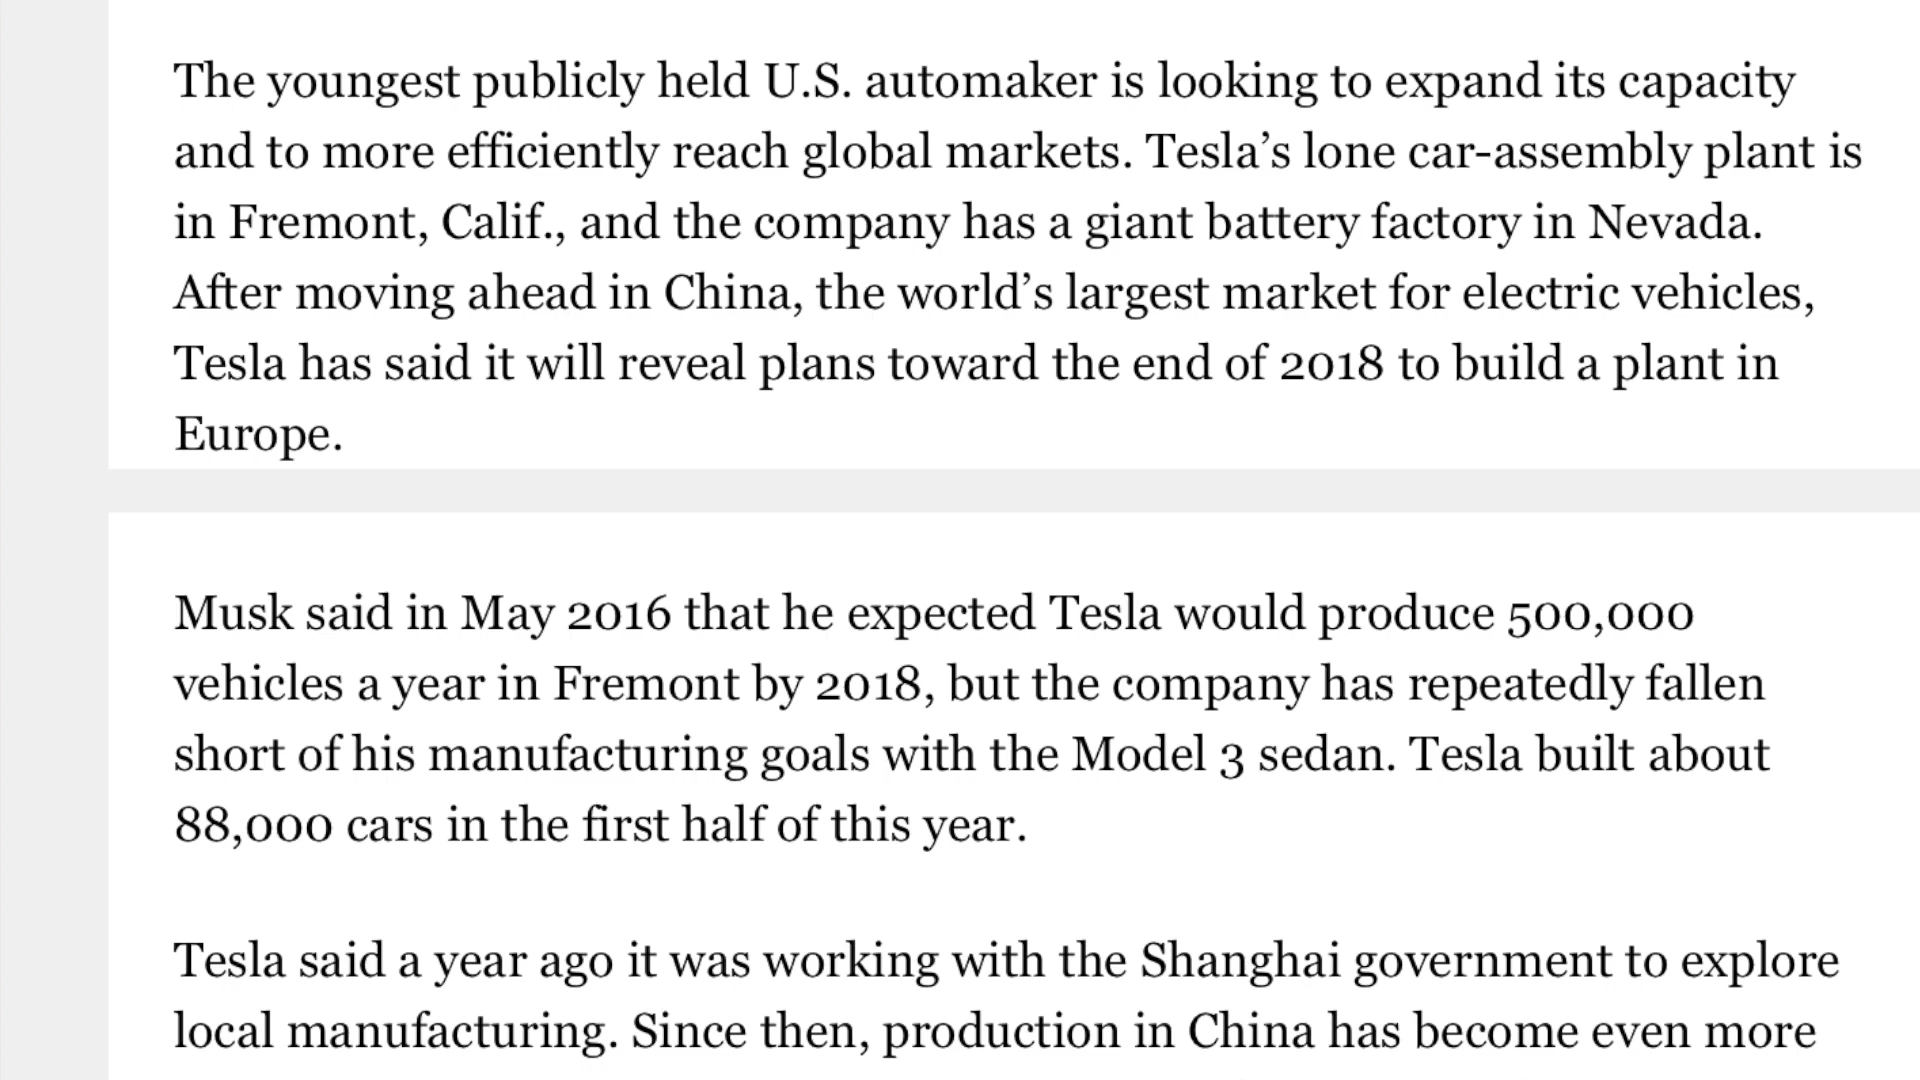 The youngest publicly held U.S. automaker is looking to expand its capacity
and to more efficiently reach global markets. Tesla’s lone car-assembly plant is
in Fremont, Calif., and the company has a giant battery factory in Nevada.
After moving ahead in China, the world’s largest market for electric vehicles,
Tesla has said it will reveal plans toward the end of 2018 to build a plant in
Europe.
Musk said in May 2016 that he expected Tesla would produce 500,000
vehicles a year in Fremont by 2018, but the company has repeatedly fallen
short of his manufacturing goals with the Model 3 sedan. Tesla built about
88,000 cars in the first half of this year.
Tesla said a year ago it was working with the Shanghai government to explore
local manufacturing. Since then, production in China has become even more